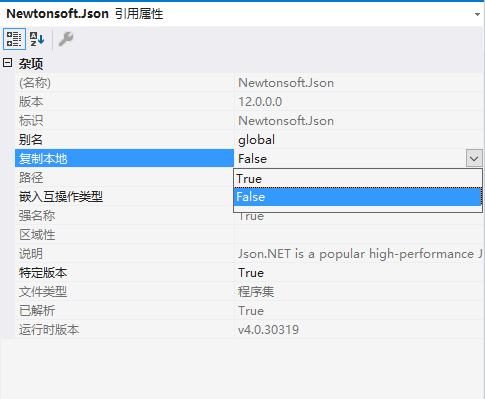 Newtonsoft.Json 引用属性
杂项
(名称) Newtonsoft.Json
版本 12.0.0.0
标识 Newtonsoft.Json
别名 global
复制本地 False
路径 True
嵌入互操作类型 False
强名称 True
区域性
说明 Json.NET is a popular high-performance J
特定版本 True
文件类型 程序集
已解析 True
运行时版本 v4.0.30319